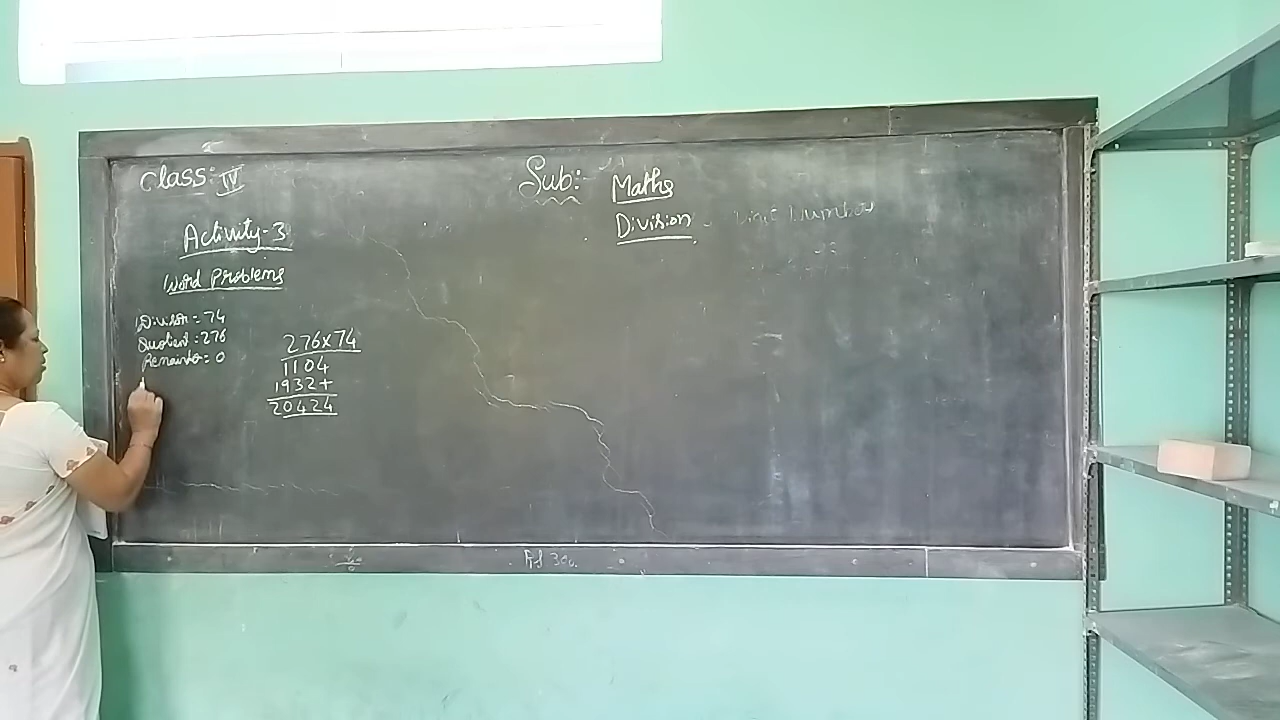 Class: IV
Sub:- Maths
Division
Activity-3
Word Problems
Divisor = 74
Quotient = 276
Remainder = 0
276x74
1104
1932+
20424